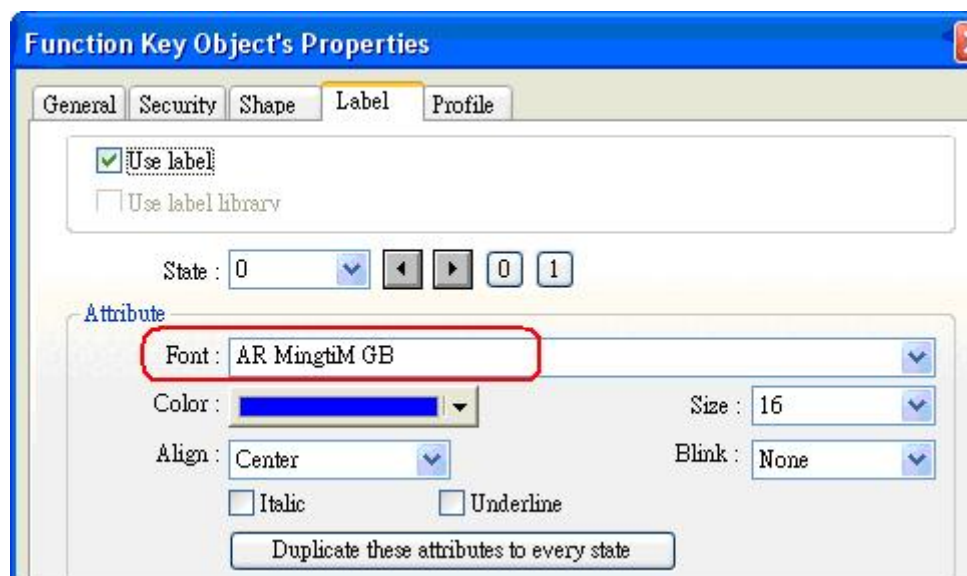 Function Key Object's Properties
General Security Shape Label Profile
Use label
Use label library
State : 0 0 1
Attribute
Font : AR MingtiM GB
Color : Size : 16
Align : Center Blink : None
Italic Underline
Duplicate these attributes to every state